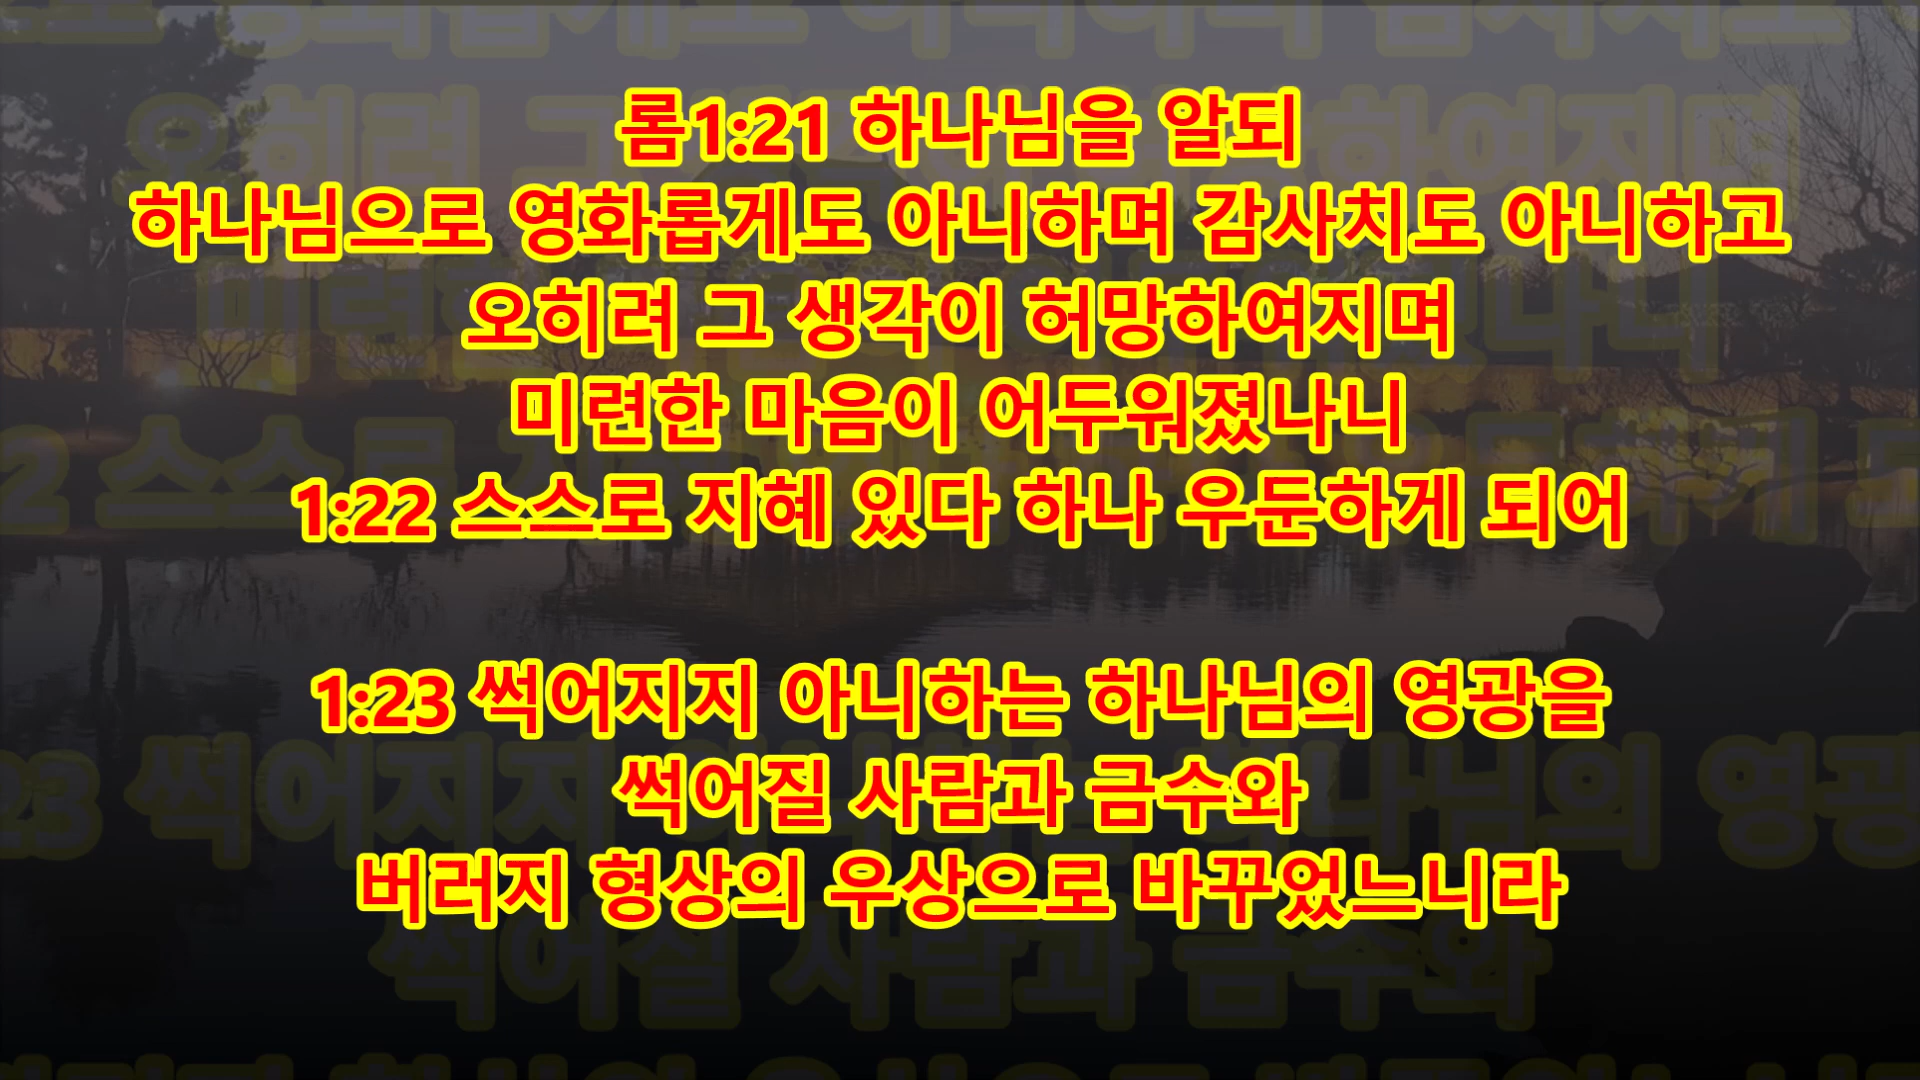 롬1:21 하나님을 알되
하나님으로 영화롭게도 아니하며 감사치도 아니하고
오히려 그 생각이 허망하여지며
미련한 마음이 어두워졌나니
1:22 스스로 지혜 있다 하나 우둔하게 되어
1:23 썩어지지 아니하는 하나님의 영광을
썩어질 사람과 금수와
버러지 형상의 우상으로 바꾸었느니라